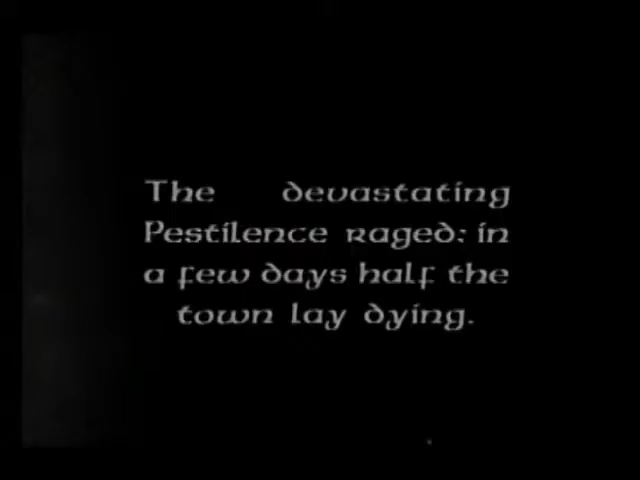 The devastating
Pestilence raged: in
a few days half the
town lay dying.